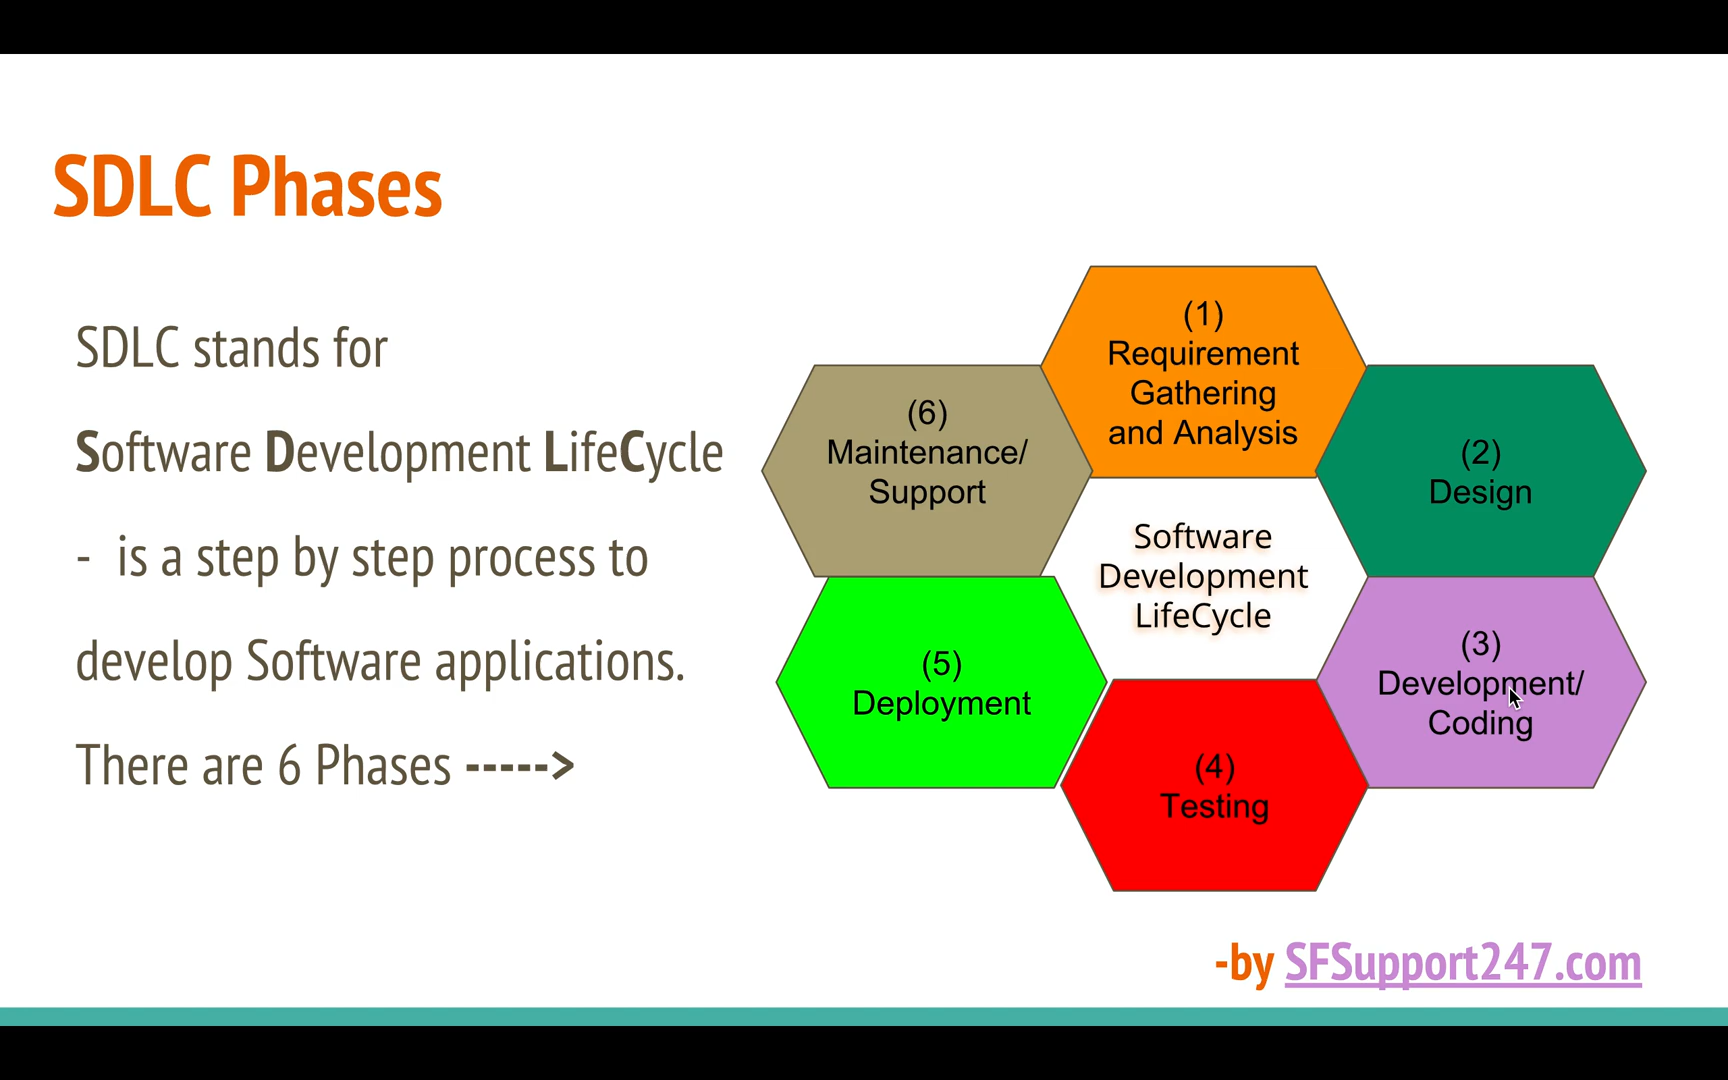 SDLC Phases
SDLC stands for
Software Development LifeCycle
- is a step by step process to
develop Software applications.
There are 6 Phases ----->
(1)
Requirement
Gathering
and Analysis
(2)
Design
(3)
Development/
Coding
(4)
Testing
(5)
Deployment
(6)
Maintenance/
Support
Software
Development
LifeCycle
-by SFSupport247.com